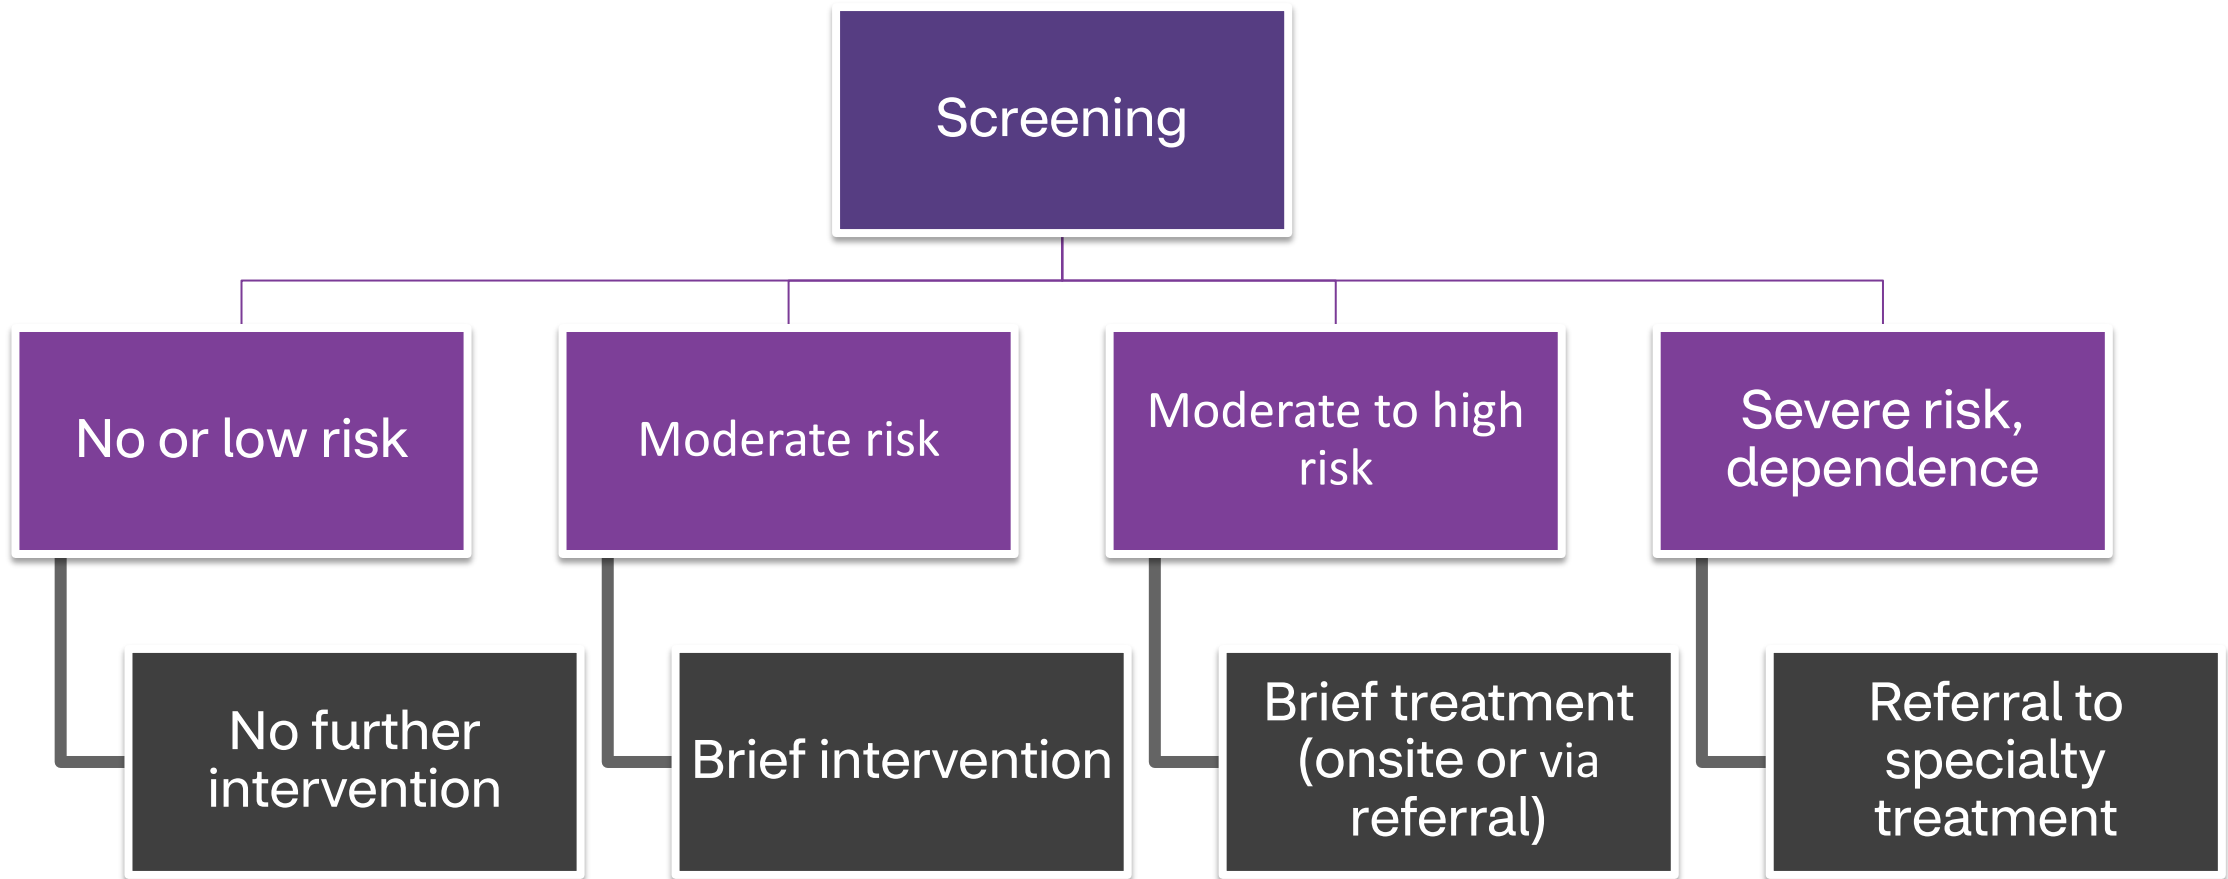 Screening
No or low risk
Moderate risk
Moderate to high
risk
Severe risk,
dependence
No further
intervention
Brief intervention
Brief treatment
(onsite or via
referral)
Referral to
specialty
treatment